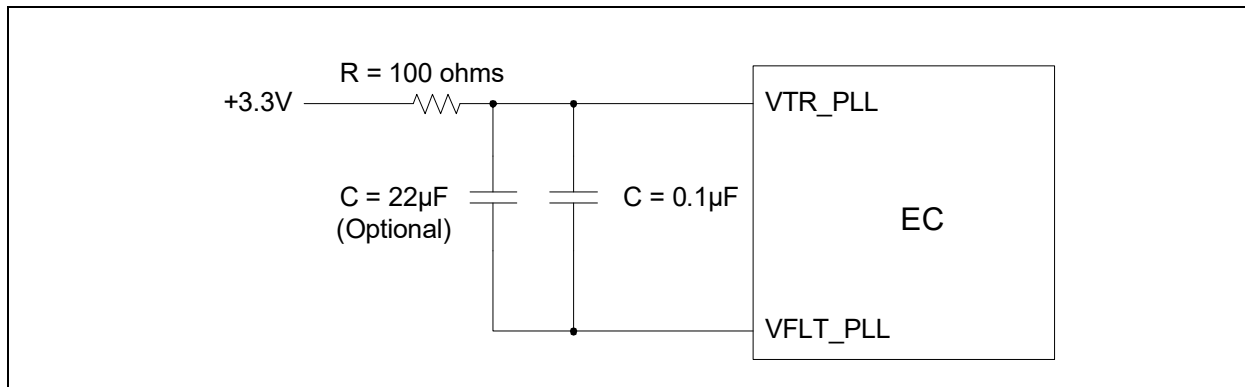 R = 100 ohms
+3.3V
VTR_PLL
C = 22µF
(Optional)
C = 0.1µF
EC
VFLT_PLL